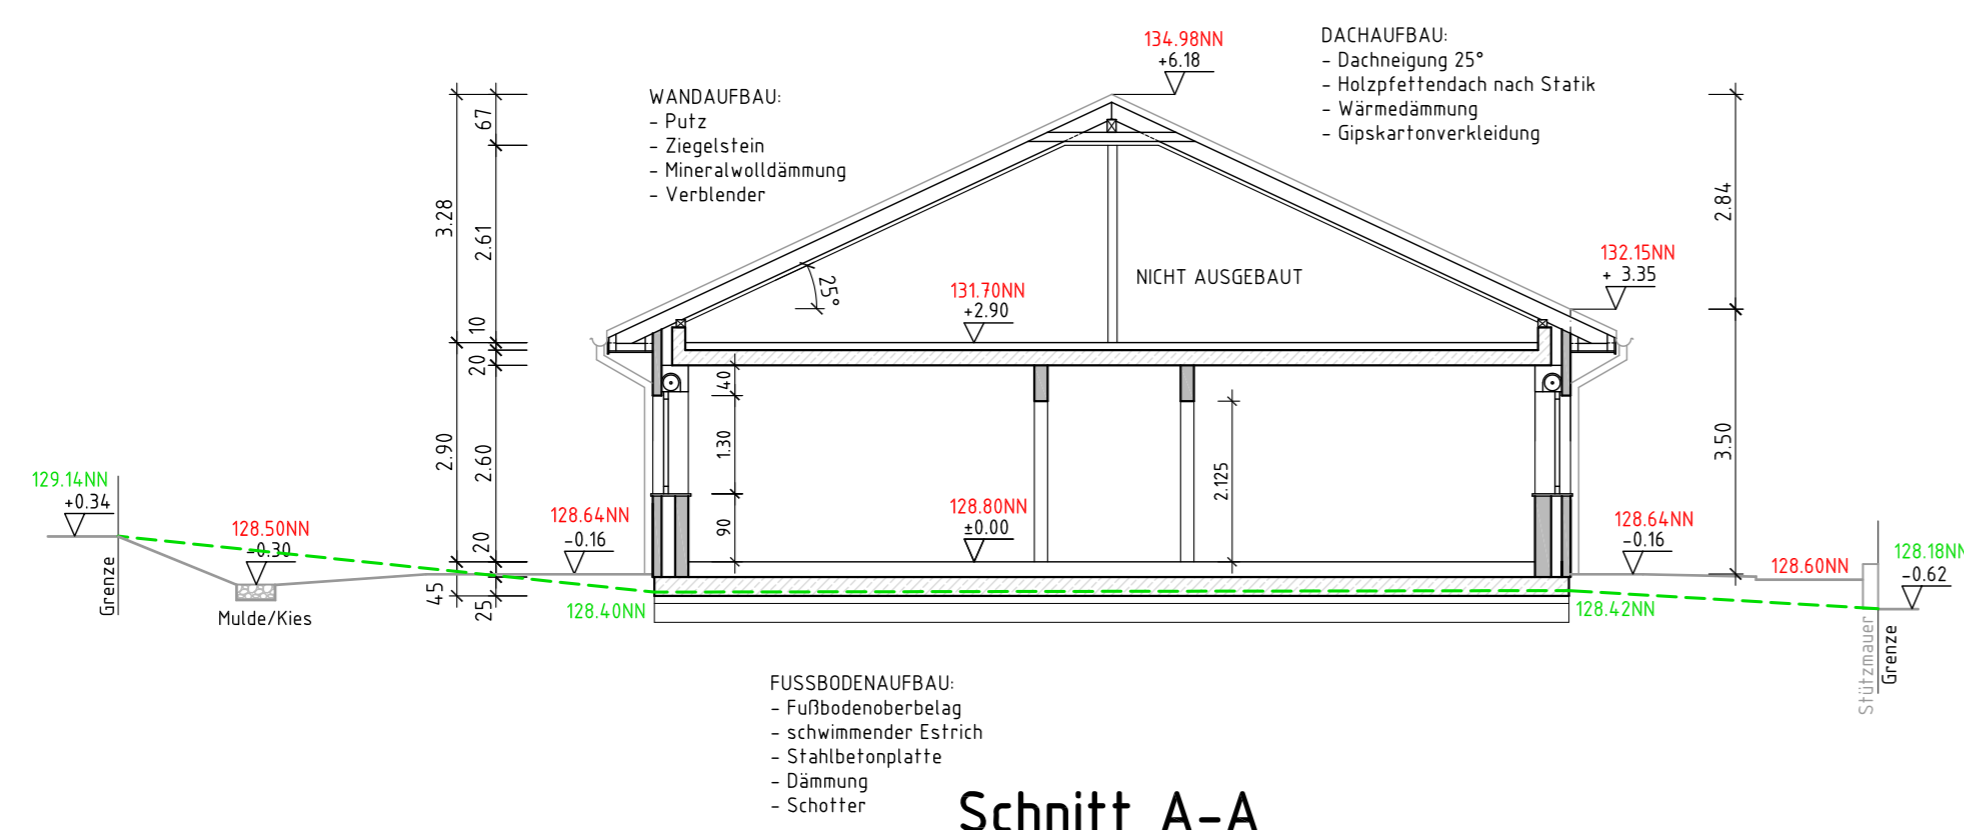 134.98NN
+6.18
DACHAUFBAU:
- Dachneigung 25°
- Holzpfettendach nach Statik
- Wärmedämmung
- Gipskartonverkleidung
WANDAUFBAU:
- Putz
- Ziegelstein
- Mineralwolldämmung
- Verblender
67
3.28
2.61
10
20
2.84
132.15NN
+ 3.35
NICHT AUSGEBAUT
25°
131.70NN
+2.90
40
1.30
90
2.125
2.90
2.60
20
45
25
3.50
129.14NN
+0.34
Grenze
128.50NN
-0.30
Mulde/Kies
128.64NN
-0.16
128.80NN
±0.00
128.64NN
-0.16
128.60NN
128.18NN
-0.62
128.40NN
128.42NN
Stützmauer
Grenze
FUSSBODENAUFBAU:
- Fußbodenoberbelag
- schwimmender Estrich
- Stahlbetonplatte
- Dämmung
- Schotter
Schnitt A-A